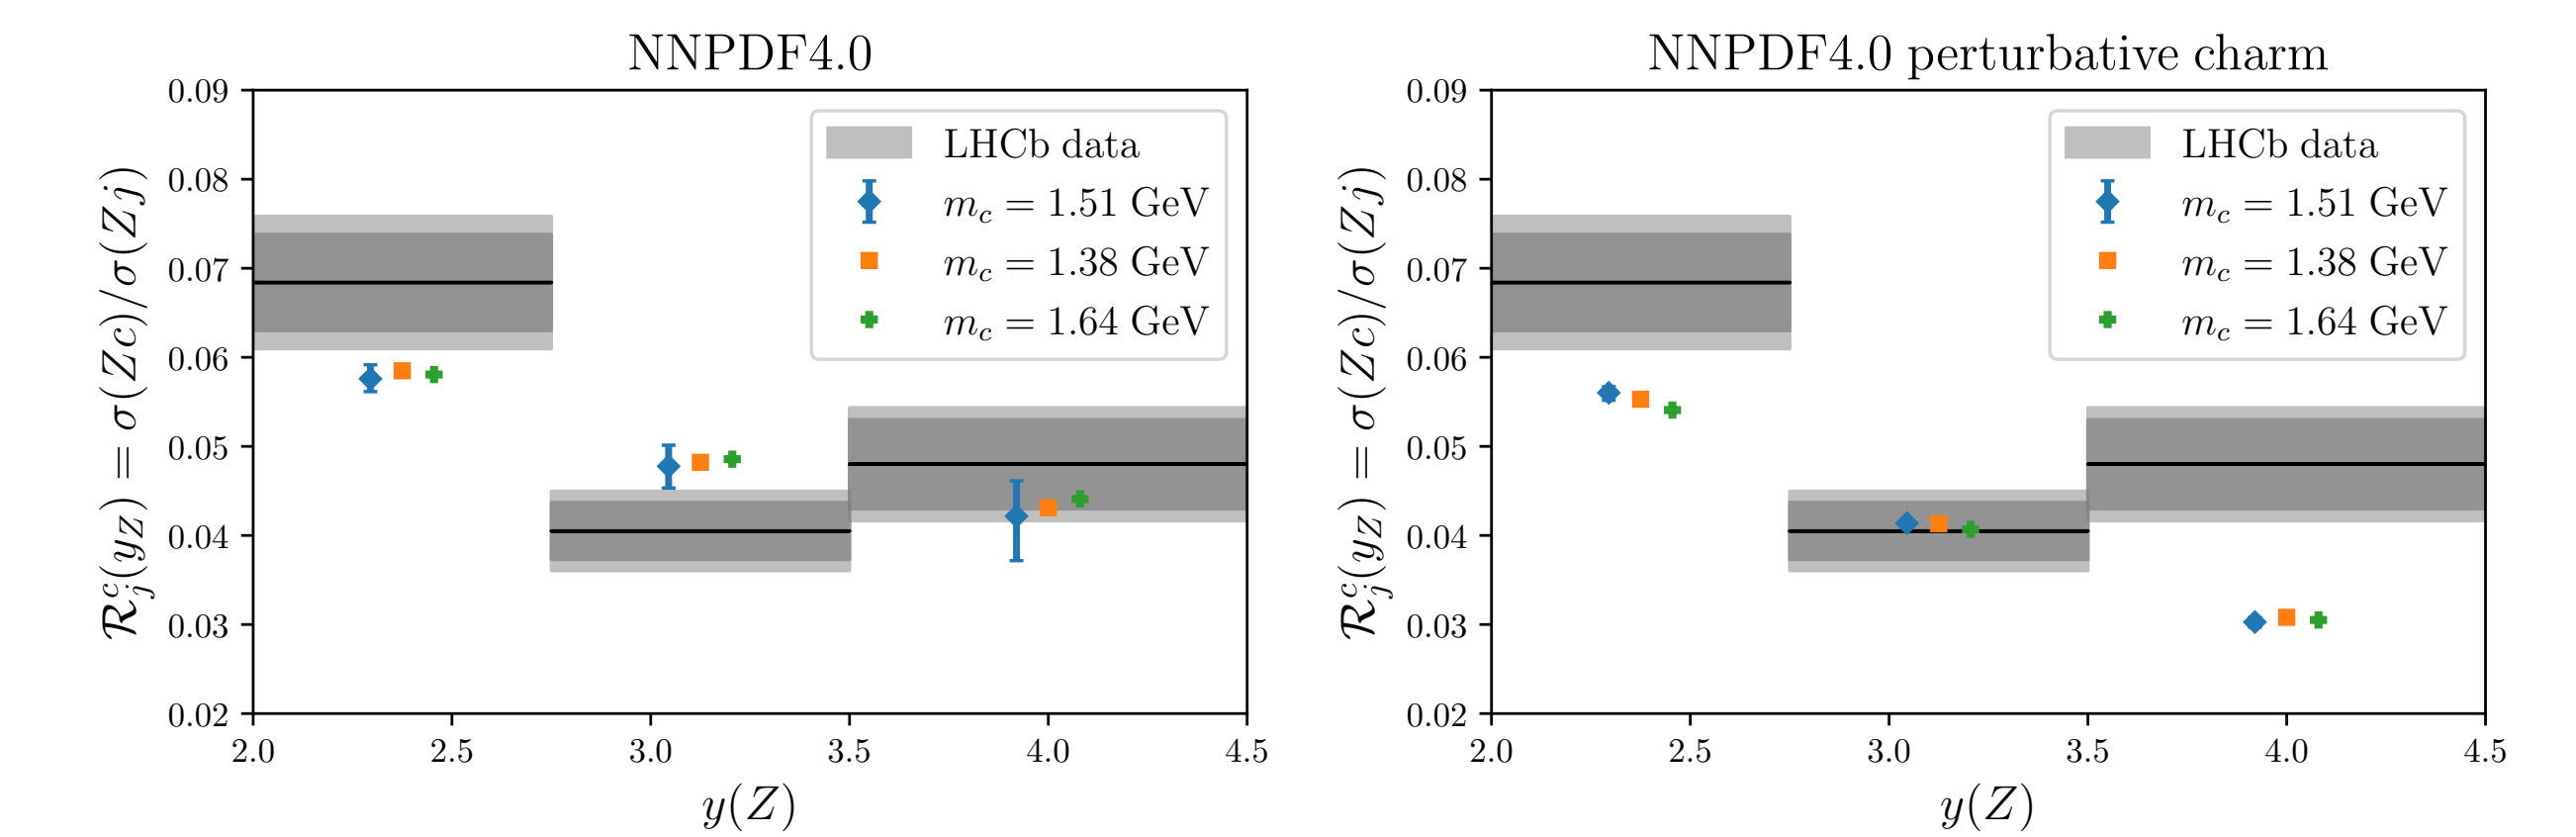 NNPDF4.0
0.09
0.08
0.07
0.06
0.05
0.04
0.03
0.02
2.0 2.5 3.0 3.5 4.0 4.5
y(Z)
ℛ_j^c(y_Z) = σ(Zc)/σ(Zj)
LHCb data
m_c = 1.51 GeV
m_c = 1.38 GeV
m_c = 1.64 GeV
NNPDF4.0 perturbative charm
0.09
0.08
0.07
0.06
0.05
0.04
0.03
0.02
2.0 2.5 3.0 3.5 4.0 4.5
y(Z)
ℛ_j^c(y_Z) = σ(Zc)/σ(Zj)
LHCb data
m_c = 1.51 GeV
m_c = 1.38 GeV
m_c = 1.64 GeV